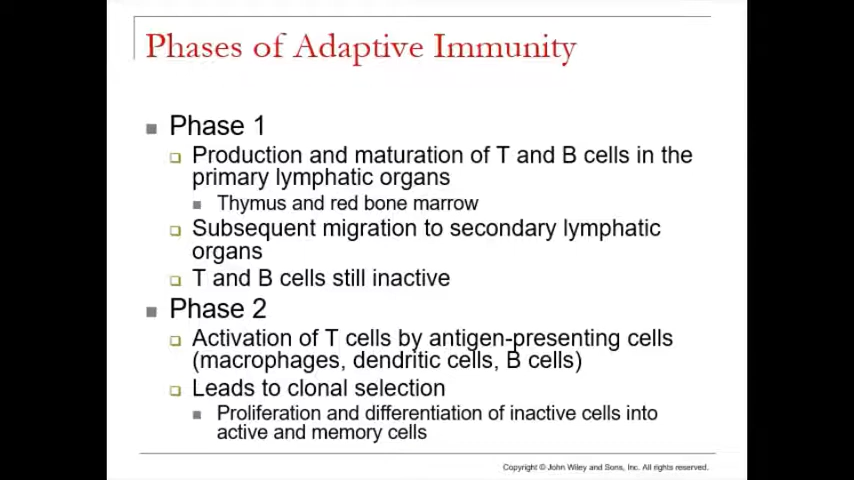 Phases of Adaptive Immunity
Phase 1
Production and maturation of T and B cells in the
primary lymphatic organs
Thymus and red bone marrow
Subsequent migration to secondary lymphatic
organs
T and B cells still inactive
Phase 2
Activation of T cells by antigen-presenting cells
(macrophages, dendritic cells, B cells)
Leads to clonal selection
Proliferation and differentiation of inactive cells into
active and memory cells
Copyright © John Wiley and Sons, Inc. All rights reserved.